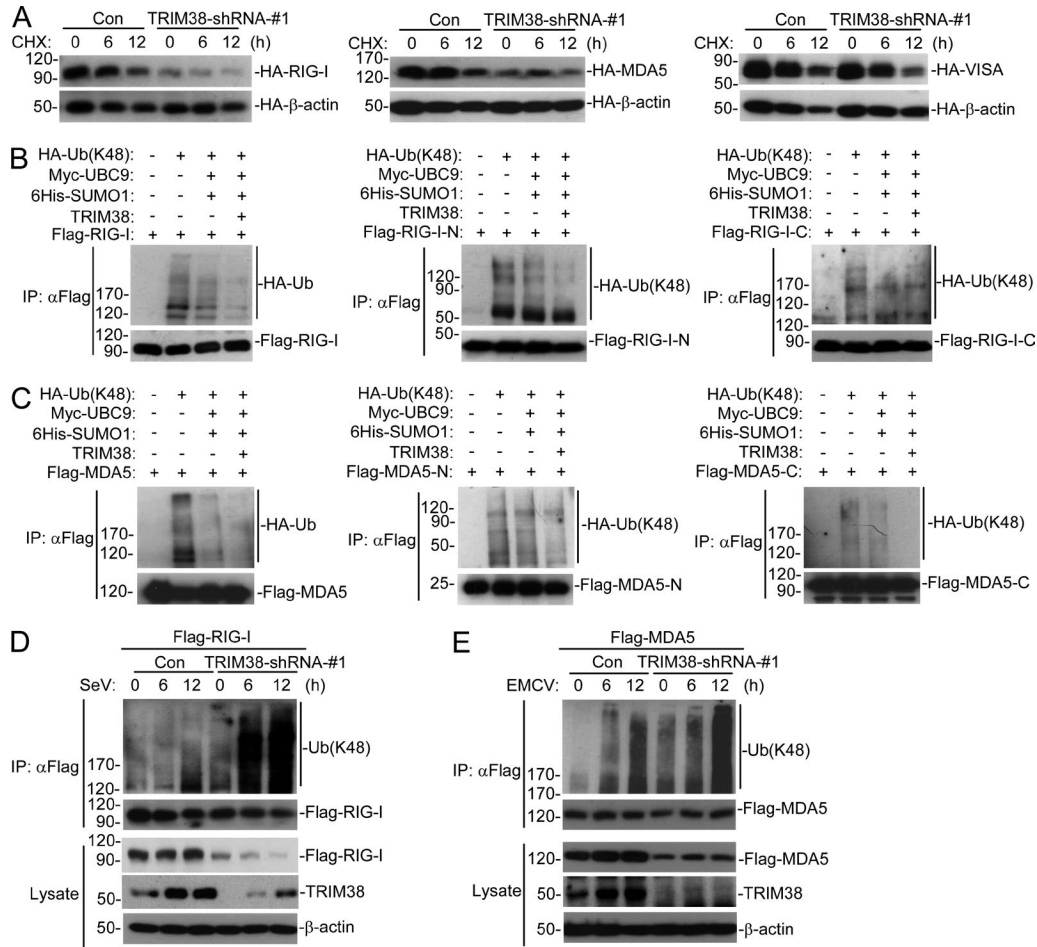 A
Con TRIM38-shRNA-#1 Con TRIM38-shRNA-#1 Con TRIM38-shRNA-#1
CHX: 0 6 12 0 6 12 (h) CHX: 0 6 12 0 6 12 (h) CHX: 0 6 12 0 6 12 (h)
120- 90- -HA-RIG-I 120- 90- -HA-MDA5 90- 50- -HA-VISA
50- -HA-β-actin 50- -HA-β-actin 50- -HA-β-actin
B
HA-Ub(K48): - + + + HA-Ub(K48): - + + + HA-Ub(K48): - + + +
Myc-UBC9: - - + + Myc-UBC9: - - + + Myc-UBC9: - - + +
6His-SUMO1: - - + + 6His-SUMO1: - - + + 6His-SUMO1: - - + +
TRIM38: - - - + TRIM38: - - - + TRIM38: - - - +
Flag-RIG-I: + + + + Flag-RIG-I-N: + + + + Flag-RIG-I-C: + + + +
IP: αFlag 170- 120- -HA-Ub IP: αFlag 120- 90- 50- -HA-Ub(K48) IP: αFlag 170- 120- -HA-Ub(K48)
120- 90- -Flag-RIG-I 50- -Flag-RIG-I-N 120- 90- -Flag-RIG-I-C
C
HA-Ub(K48): - + + + HA-Ub(K48): - + + + HA-Ub(K48): - + + +
Myc-UBC9: - - + + Myc-UBC9: - - + + Myc-UBC9: - - + +
6His-SUMO1: - - + + 6His-SUMO1: - - + + 6His-SUMO1: - - + +
TRIM38: - - - + TRIM38: - - - + TRIM38: - - - +
Flag-MDA5: + + + + Flag-MDA5-N: + + + + Flag-MDA5-C: + + + +
IP: αFlag 170- 120- -HA-Ub IP: αFlag 120- 90- 50- -HA-Ub(K48) IP: αFlag 170- 120- -HA-Ub(K48)
120- -Flag-MDA5 25- -Flag-MDA5-N 120- 90- -Flag-MDA5-C
D E
Flag-RIG-I Flag-MDA5
Con TRIM38-shRNA-#1 Con TRIM38-shRNA-#1
SeV: 0 6 12 0 6 12 (h) EMCV: 0 6 12 0 6 12 (h)
IP: αFlag 170- 120- -Ub(K48) IP: αFlag 170- -Ub(K48)
120- 90- -Flag-RIG-I 170- 120- -Flag-MDA5
120- 90- -Flag-RIG-I 120- -Flag-MDA5
Lysate 50- -TRIM38 Lysate 50- -TRIM38
50- -β-actin 50- -β-actin